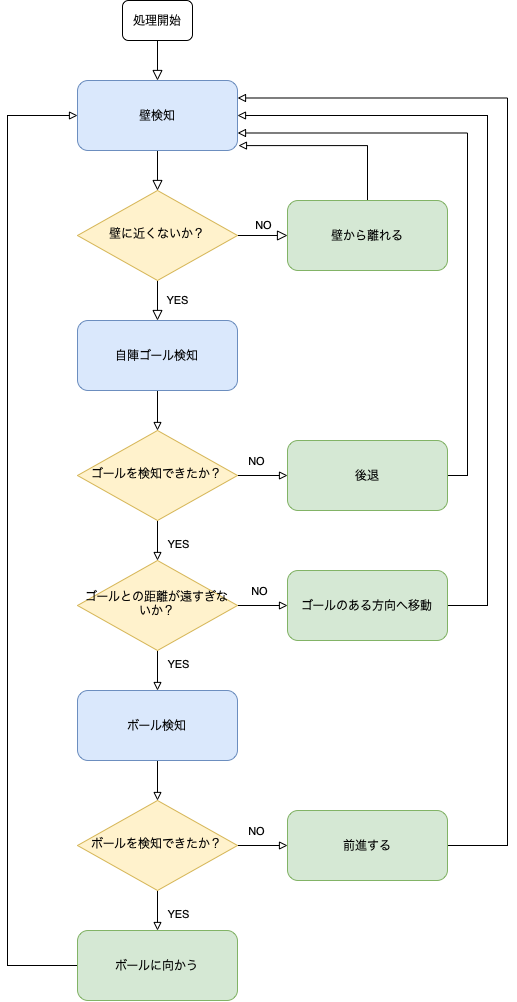 処理開始
壁検知
壁に近くないか？
NO
壁から離れる
YES
自陣ゴール検知
ゴールを検知できたか？
NO
後退
YES
ゴールとの距離が遠すぎな
いか？
NO
ゴールのある方向へ移動
YES
ボール検知
ボールを検知できたか？
NO
前進する
YES
ボールに向かう